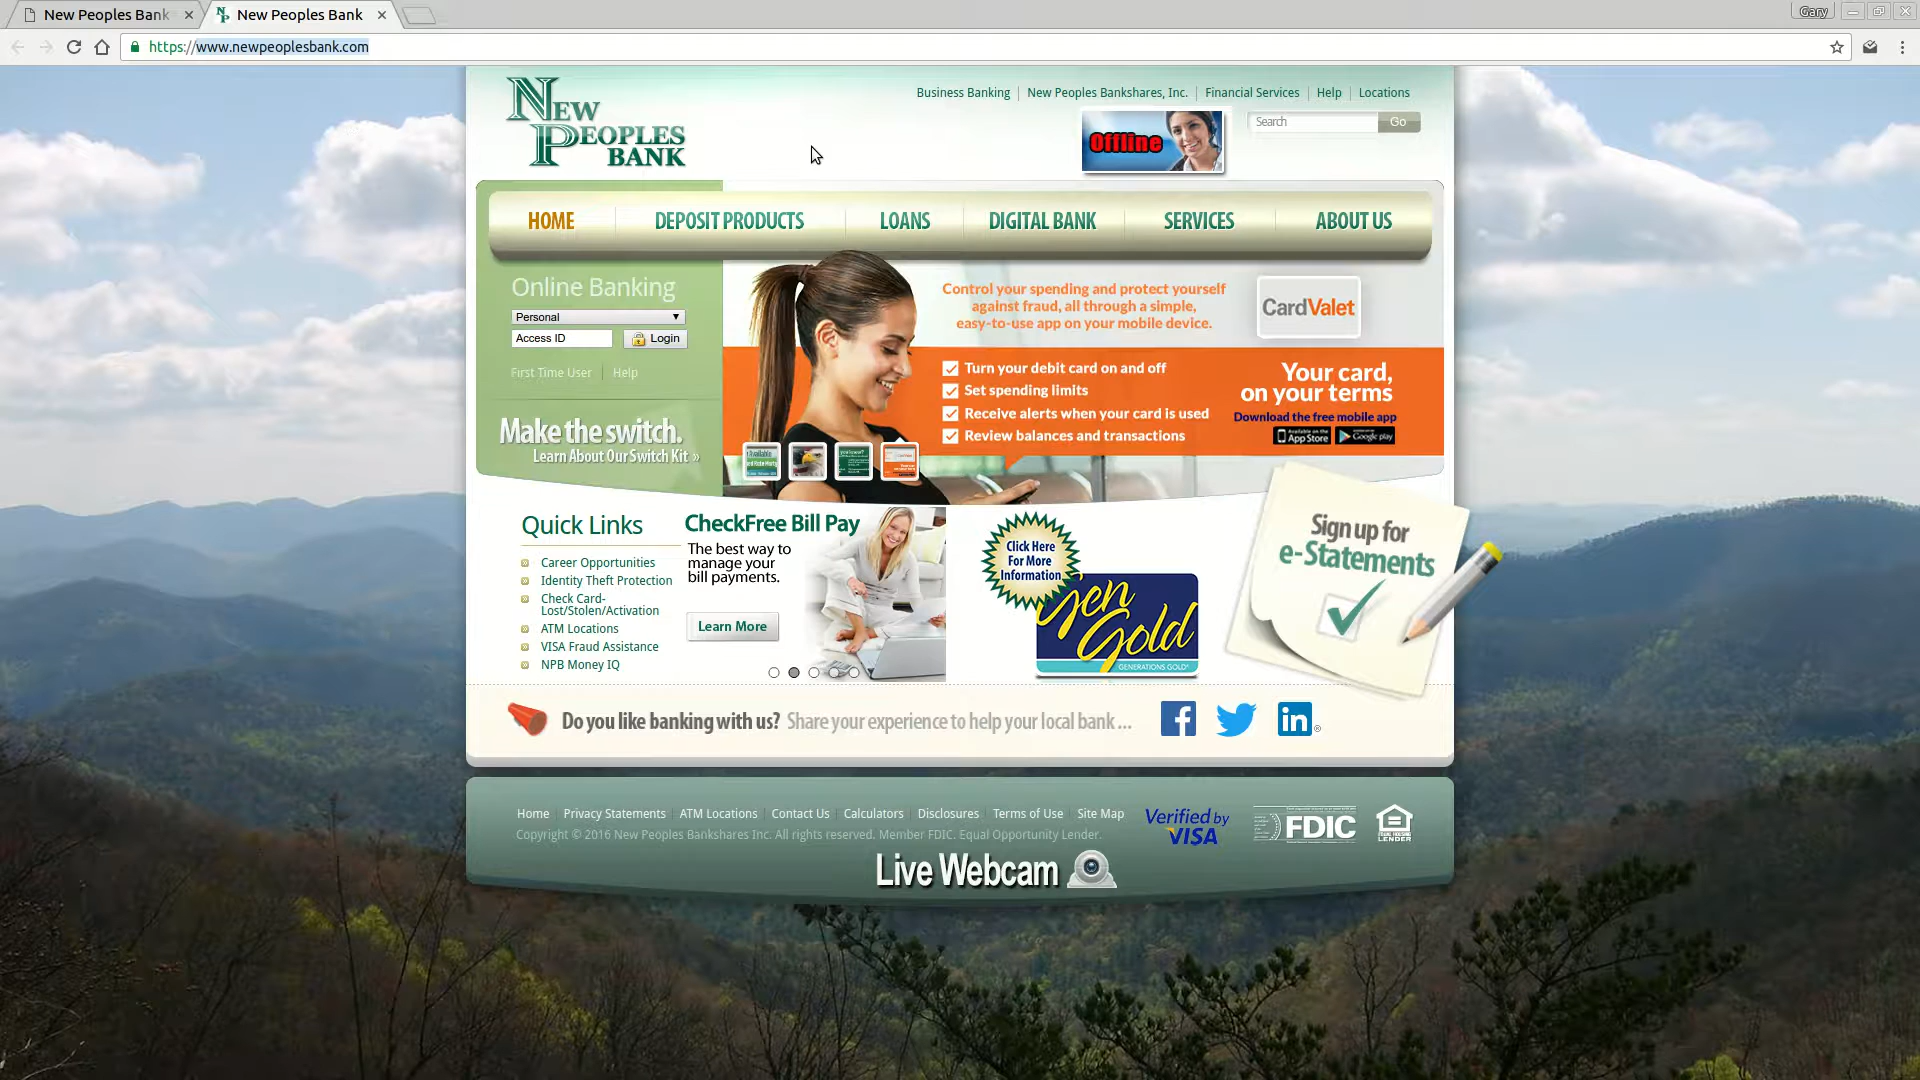 New Peoples Bank
New Peoples Bank
Gary
https://www.newpeoplesbank.com
NEW
PEOPLES
BANK
Business Banking
New Peoples Bankshares, Inc.
Financial Services
Help
Locations
Offline
Search
Go
HOME
DEPOSIT PRODUCTS
LOANS
DIGITAL BANK
SERVICES
ABOUT US
Online Banking
Personal
Access ID
Login
First Time User
Help
Make the switch.
Learn About Our Switch Kit »
Control your spending and protect yourself
against fraud, all through a simple,
easy-to-use app on your mobile device.
CardValet
Turn your debit card on and off
Set spending limits
Receive alerts when your card is used
Review balances and transactions
Your card,
on your terms
Download the free mobile app
App Store
Google play
Quick Links
Career Opportunities
Identity Theft Protection
Check Card-
Lost/Stolen/Activation
ATM Locations
VISA Fraud Assistance
NPB Money IQ
CheckFree Bill Pay
The best way to
manage your
bill payments.
Learn More
Click Here
For More
Information
Gen
Gold
GENERATIONS GOLD
Sign up for
e-Statements
Do you like banking with us? Share your experience to help your local bank ...
Home
Privacy Statements
ATM Locations
Contact Us
Calculators
Disclosures
Terms of Use
Site Map
Copyright © 2016 New Peoples Bankshares Inc. All rights reserved. Member FDIC. Equal Opportunity Lender.
Verified by
VISA
FDIC
Live Webcam